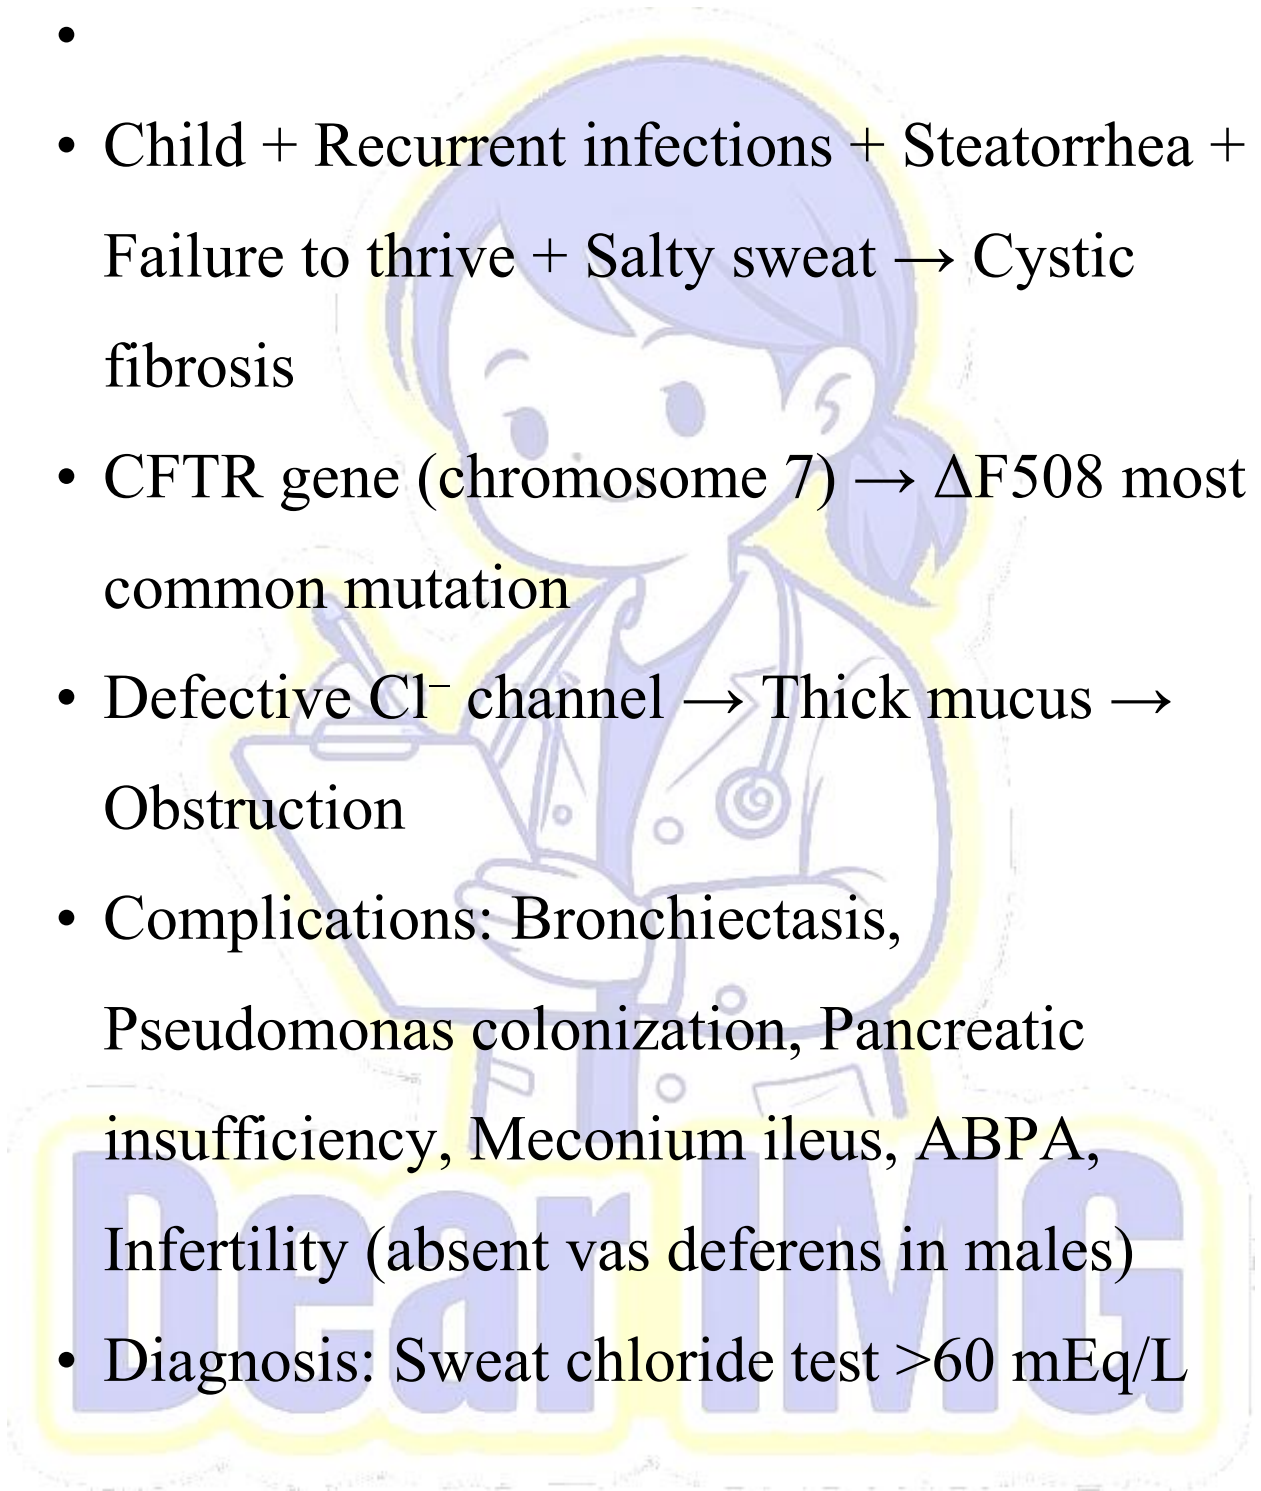 •
• Child + Recurrent infections + Steatorrhea +
Failure to thrive + Salty sweat → Cystic
fibrosis
• CFTR gene (chromosome 7) → ΔF508 most
common mutation
• Defective Cl⁻ channel → Thick mucus →
Obstruction
• Complications: Bronchiectasis,
Pseudomonas colonization, Pancreatic
insufficiency, Meconium ileus, ABPA,
Infertility (absent vas deferens in males)
• Diagnosis: Sweat chloride test >60 mEq/L
Dear IMG